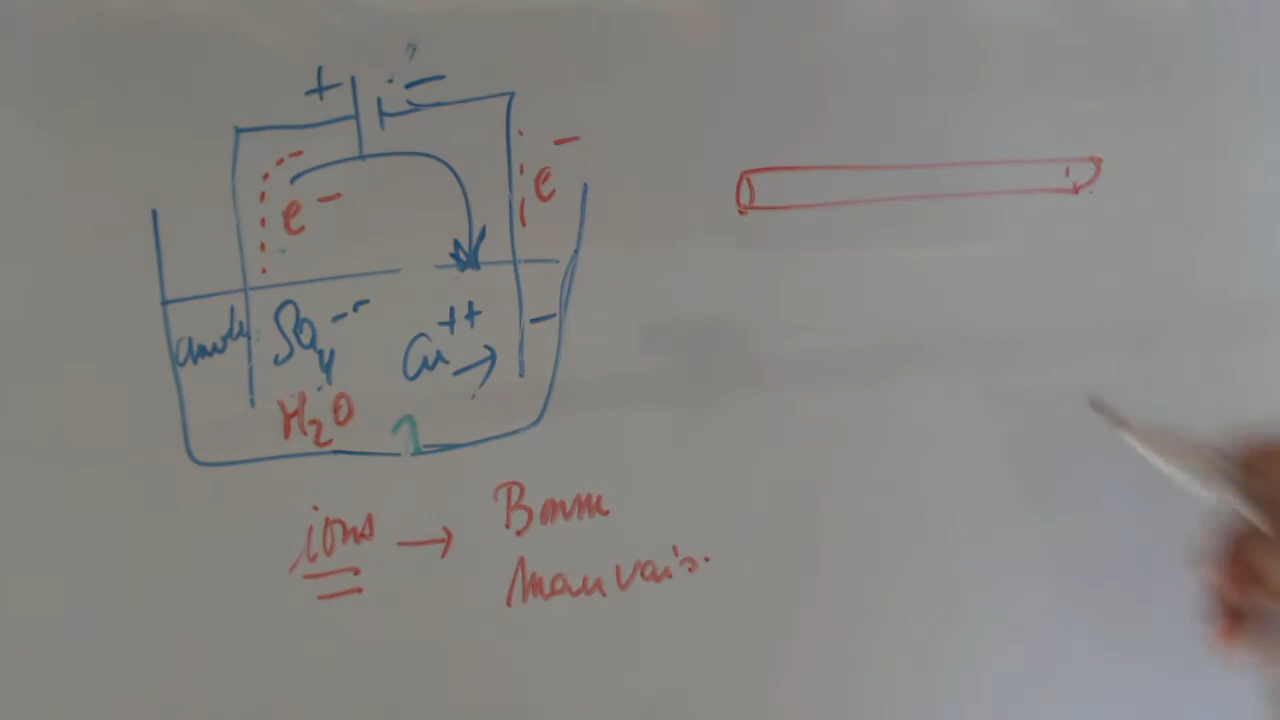 + -
e⁻ e⁻
anode SO₄⁻⁻ Cu⁺⁺ → -
H₂O
ions → Bonne
Mauvais.